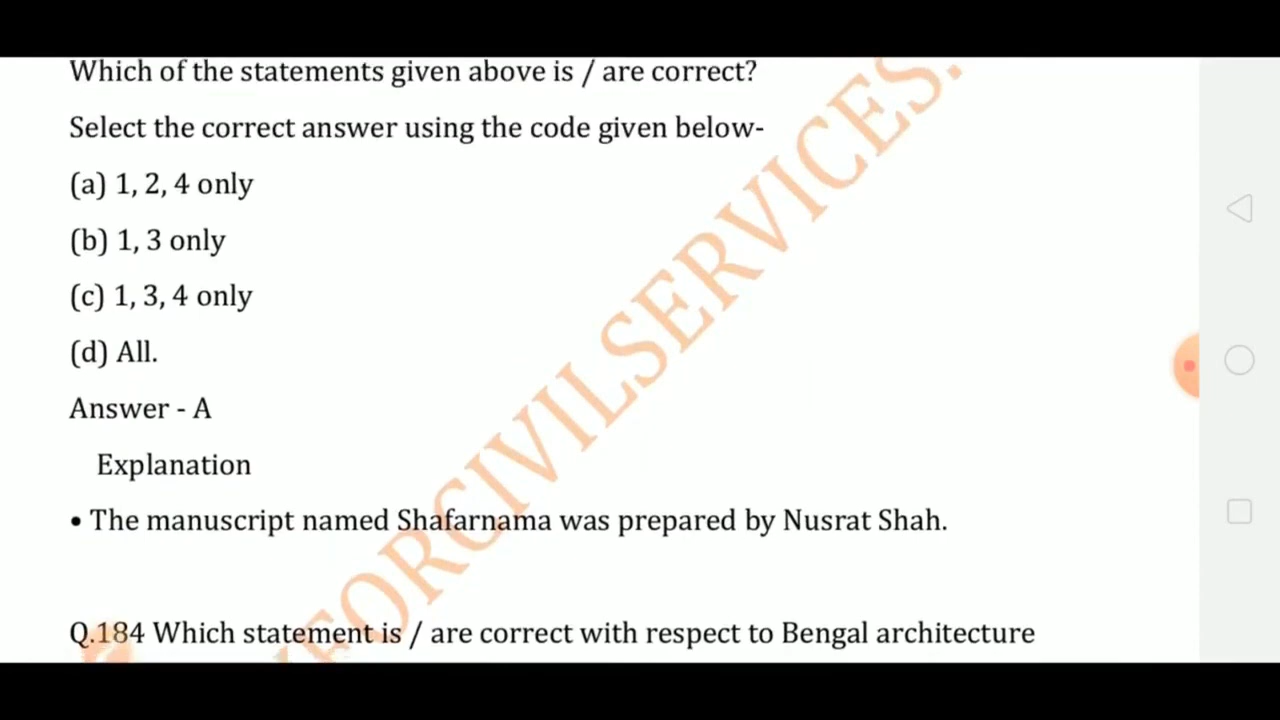 Which of the statements given above is / are correct?
Select the correct answer using the code given below-
(a) 1, 2, 4 only
(b) 1, 3 only
(c) 1, 3, 4 only
(d) All.
Answer - A
Explanation
• The manuscript named Shafarnama was prepared by Nusrat Shah.
Q.184 Which statement is / are correct with respect to Bengal architecture
FORCIVILSERVICES.